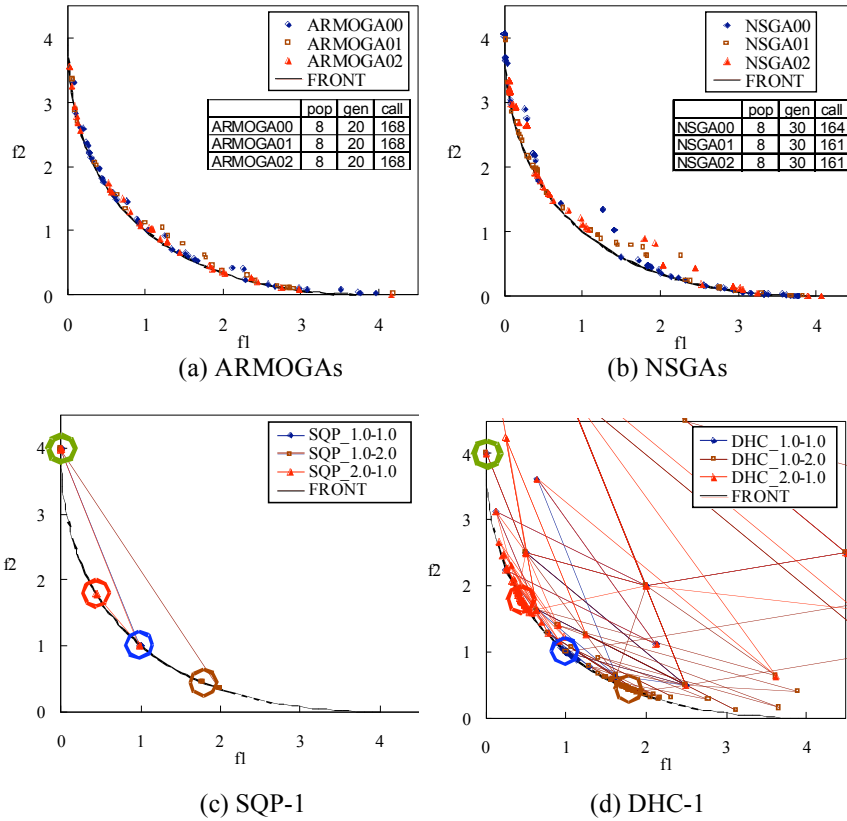 ARMOGA00
ARMOGA01
ARMOGA02
FRONT
pop gen call
ARMOGA00 8 20 168
ARMOGA01 8 20 168
ARMOGA02 8 20 168
4
3
2
1
0
f2
0 1 2 3 4
f1
(a) ARMOGAs
NSGA00
NSGA01
NSGA02
FRONT
pop gen call
NSGA00 8 30 164
NSGA01 8 30 161
NSGA02 8 30 161
4
3
2
1
0
f2
0 1 2 3 4
f1
(b) NSGAs
SQP_1.0-1.0
SQP_1.0-2.0
SQP_2.0-1.0
FRONT
4
3
2
1
0
f2
0 1 2 3 4
f1
(c) SQP-1
DHC_1.0-1.0
DHC_1.0-2.0
DHC_2.0-1.0
FRONT
4
3
2
1
0
f2
0 1 2 3 4
f1
(d) DHC-1